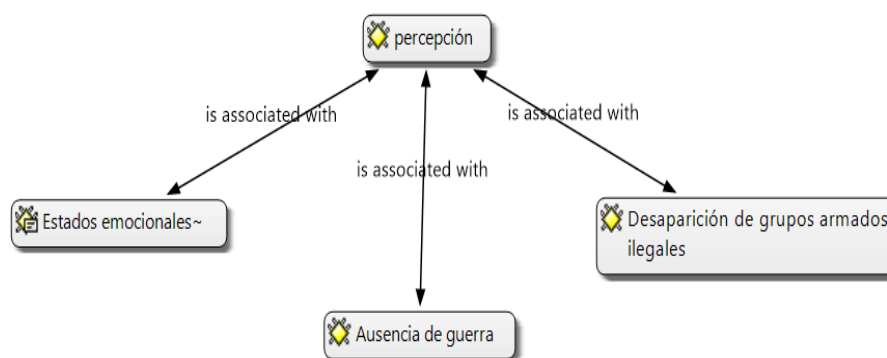 percepción
is associated with
is associated with
is associated with
Estados emocionales~
Desaparición de grupos armados
ilegales
Ausencia de guerra